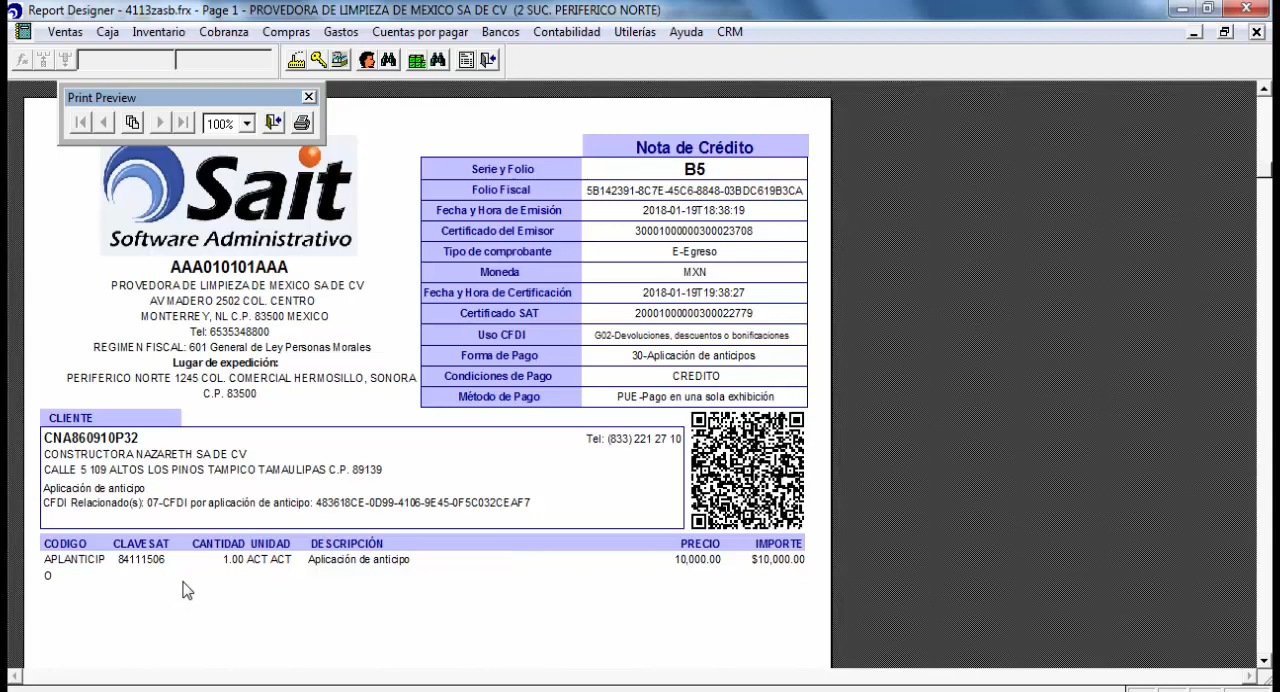 Report Designer - 4113zasb.frx - Page 1 - PROVEDORA DE LIMPIEZA DE MEXICO SA DE CV (2 SUC. PERIFERICO NORTE)
Ventas Caja Inventario Cobranza Compras Gastos Cuentas por pagar Bancos Contabilidad Utilerías Ayuda CRM
Print Preview
100%
Sait
Software Administrativo
AAA010101AAA
PROVEDORA DE LIMPIEZA DE MEXICO SA DE CV
AV MADERO 2502 COL. CENTRO
MONTERREY, NL C.P. 83500 MEXICO
Tel: 6535348800
REGIMEN FISCAL: 601 General de Ley Personas Morales
Lugar de expedición:
PERIFERICO NORTE 1245 COL. COMERCIAL HERMOSILLO, SONORA
C.P. 83500
Nota de Crédito
Serie y Folio B5
Folio Fiscal 5B142391-8C7E-45C6-8848-03BDC619B3CA
Fecha y Hora de Emisión 2018-01-19T18:38:19
Certificado del Emisor 30001000000300023708
Tipo de comprobante E-Egreso
Moneda MXN
Fecha y Hora de Certificación 2018-01-19T19:38:27
Certificado SAT 20001000000300022779
Uso CFDI G02-Devoluciones, descuentos o bonificaciones
Forma de Pago 30-Aplicación de anticipos
Condiciones de Pago CREDITO
Método de Pago PUE-Pago en una sola exhibición
CLIENTE
CNA860910P32 Tel: (833) 221 27 10
CONSTRUCTORA NAZARETH SA DE CV
CALLE 5 109 ALTOS LOS PINOS TAMPICO TAMAULIPAS C.P. 89139
Aplicación de anticipo
CFDI Relacionado(s): 07-CFDI por aplicación de anticipo: 483618CE-0D99-4106-9E45-0F5C032CEAF7
CODIGO CLAVE SAT CANTIDAD UNIDAD DESCRIPCIÓN PRECIO IMPORTE
APLANTICIP 84111506 1.00 ACT ACT Aplicación de anticipo 10,000.00 $10,000.00
O